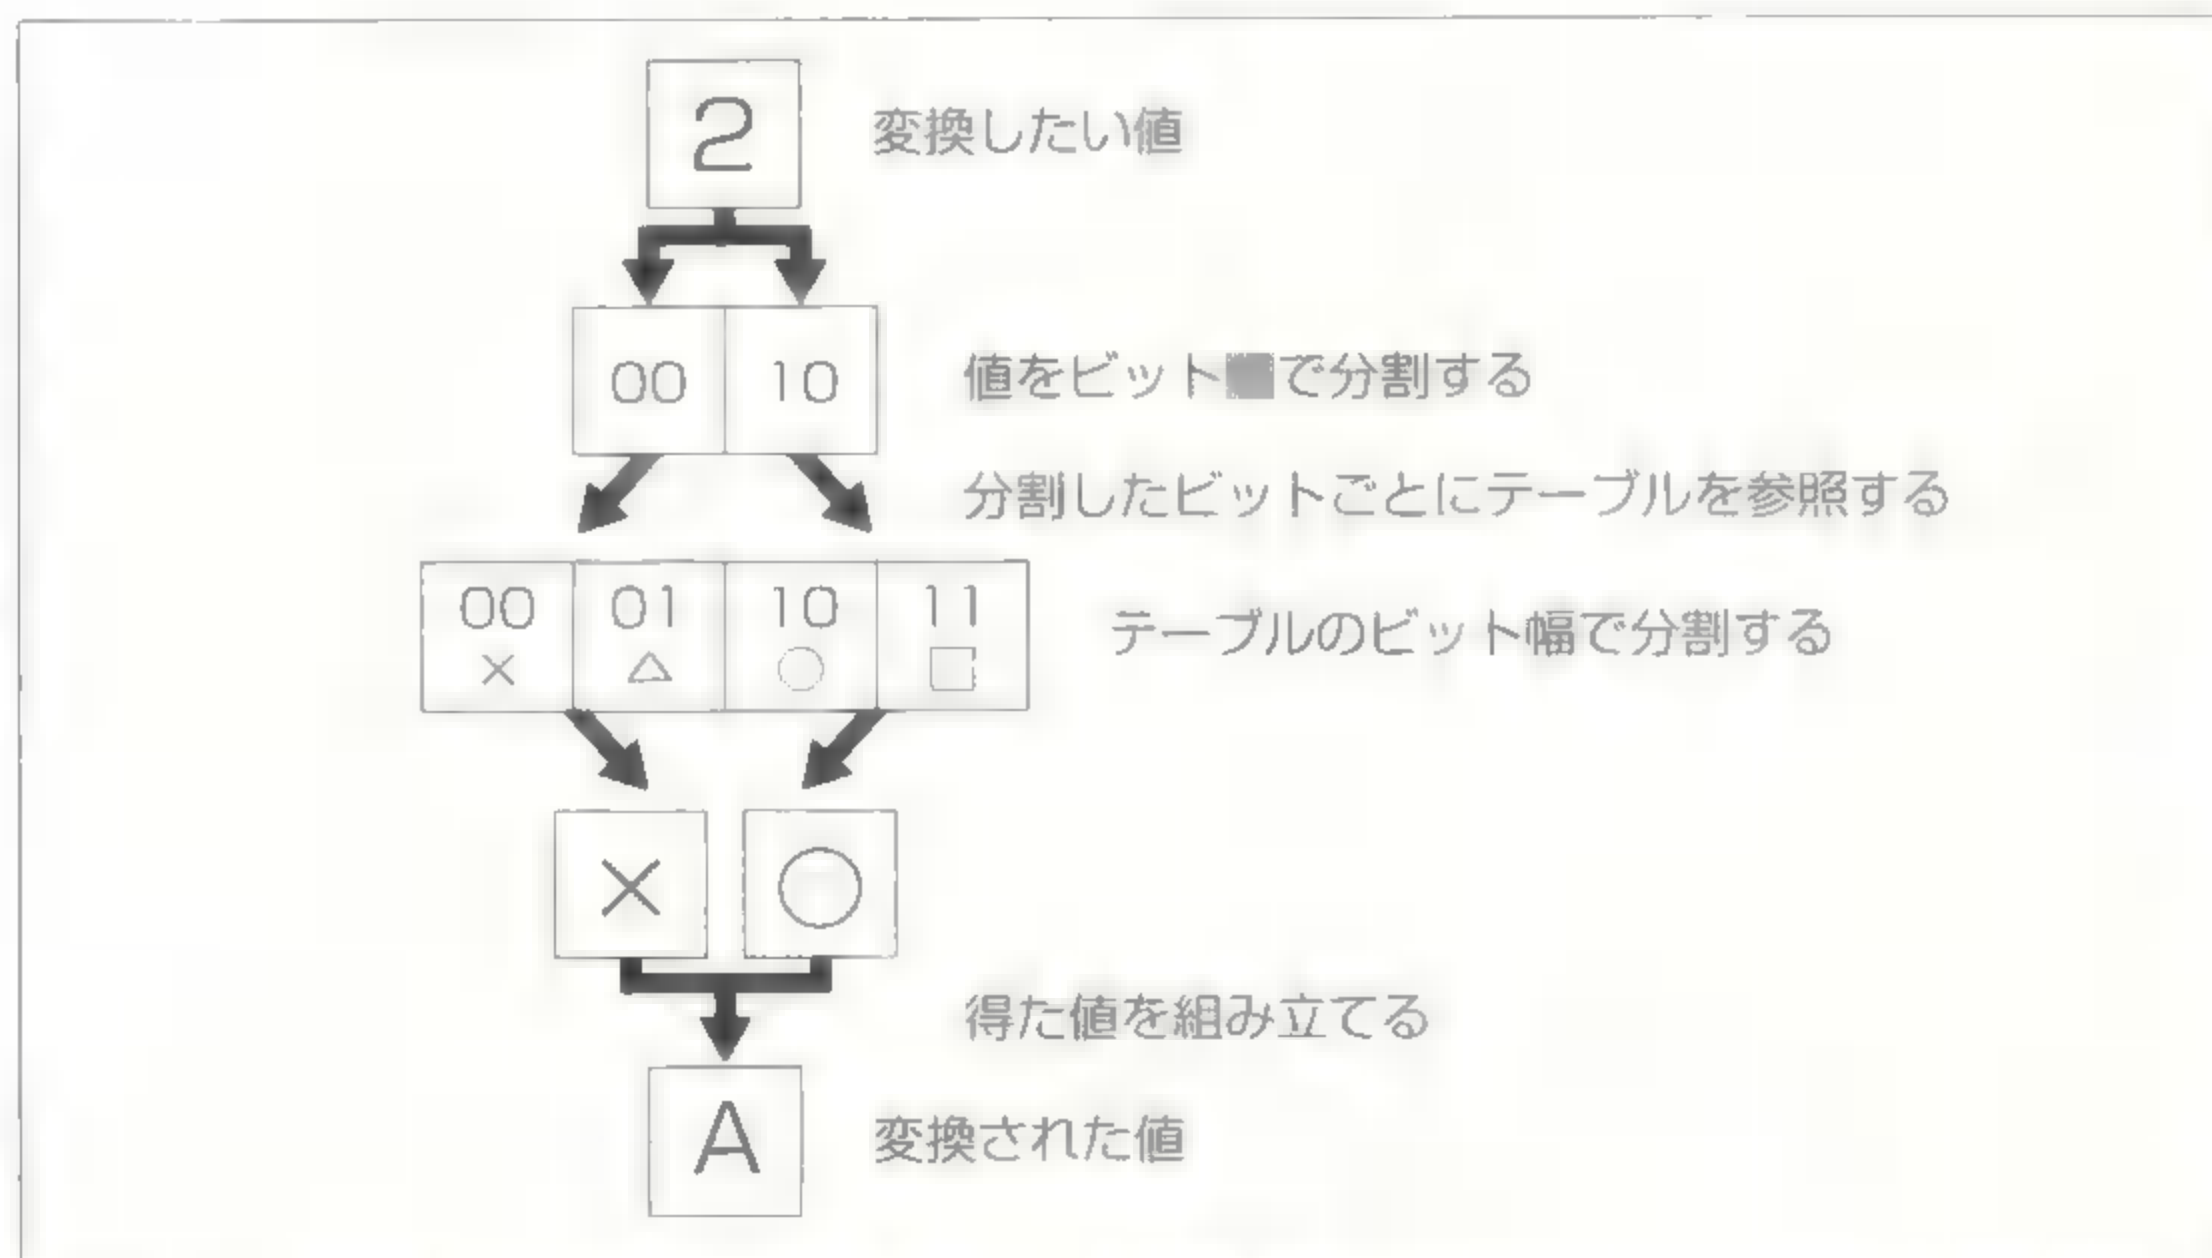 2
変換したい値
00 10
値をビット で分割する
分割したビットごとにテーブルを参照する
00 01 10 11
× △ ○ □
テーブルのビット幅で分割する
× ○
得た値を組み立てる
A
変換された値